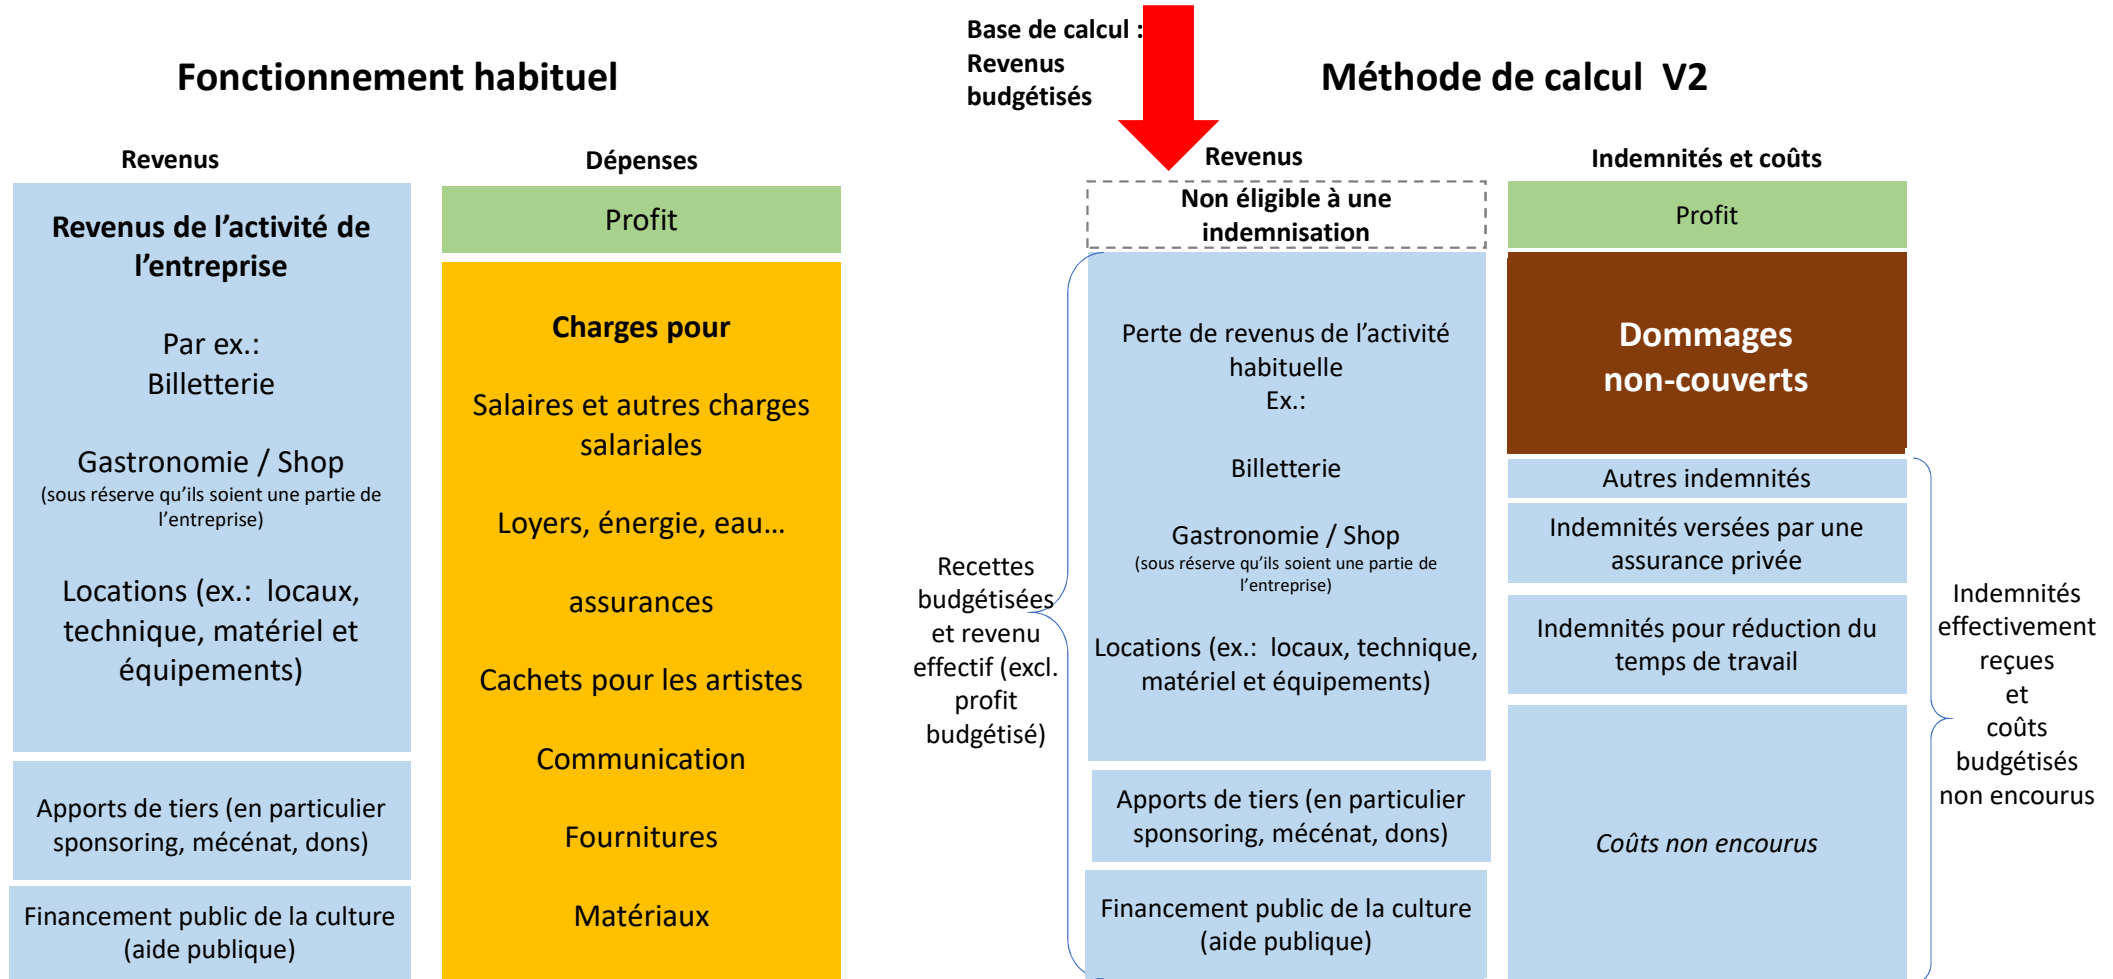 Fonctionnement habituel
Revenus
Revenus de l’activité de
l’entreprise
Par ex.:
Billetterie
Gastronomie / Shop
(sous réserve qu’ils soient une partie de
l’entreprise)
Locations (ex.: locaux,
technique, matériel et
équipements)
Apports de tiers (en particulier
sponsoring, mécénat, dons)
Financement public de la culture
(aide publique)
Dépenses
Profit
Charges pour
Salaires et autres charges
salariales
Loyers, énergie, eau…
assurances
Cachets pour les artistes
Communication
Fournitures
Matériaux
Base de calcul :
Revenus
budgétisés
Méthode de calcul V2
Revenus
Non éligible à une
indemnisation
Perte de revenus de l’activité
habituelle
Ex.:
Billetterie
Gastronomie / Shop
(sous réserve qu’ils soient une partie de
l’entreprise)
Locations (ex.: locaux, technique,
matériel et équipements)
Apports de tiers (en particulier
sponsoring, mécénat, dons)
Financement public de la culture
(aide publique)
Recettes
budgétisées
et revenu
effectif (excl.
profit
budgétisé)
Indemnités et coûts
Profit
Dommages
non-couverts
Autres indemnités
Indemnités versées par une
assurance privée
Indemnités pour réduction du
temps de travail
Coûts non encourus
Indemnités
effectivement
reçues
et
coûts
budgétisés
non encourus